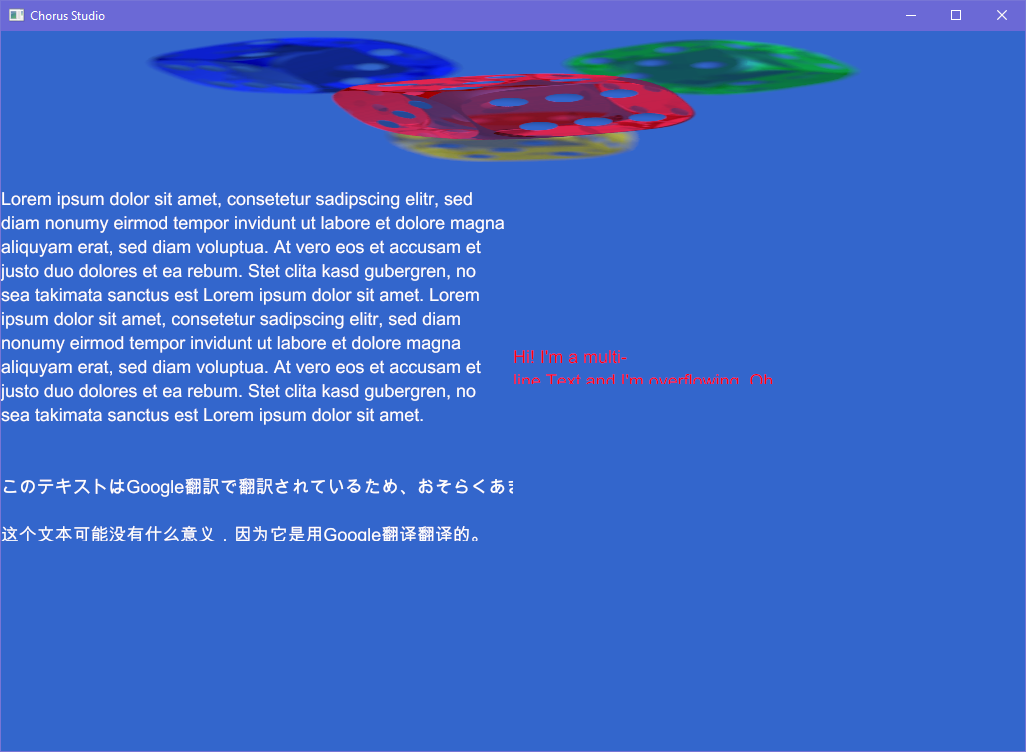 Chorus Studio
Lorem ipsum dolor sit amet, consetetur sadipscing elitr, sed
diam nonumy eirmod tempor invidunt ut labore et dolore magna
aliquyam erat, sed diam voluptua. At vero eos et accusam et
justo duo dolores et ea rebum. Stet clita kasd gubergren, no
sea takimata sanctus est Lorem ipsum dolor sit amet. Lorem
ipsum dolor sit amet, consetetur sadipscing elitr, sed diam
nonumy eirmod tempor invidunt ut labore et dolore magna
aliquyam erat, sed diam voluptua. At vero eos et accusam et
justo duo dolores et ea rebum. Stet clita kasd gubergren, no
sea takimata sanctus est Lorem ipsum dolor sit amet.
Hi! I'm a multi-
line Text and I'm overflowing. Oh
このテキストはGoogle翻訳で翻訳されているため、おそらくあ
这个文本可能没有什么意义，因为它是用Google翻译翻译的。